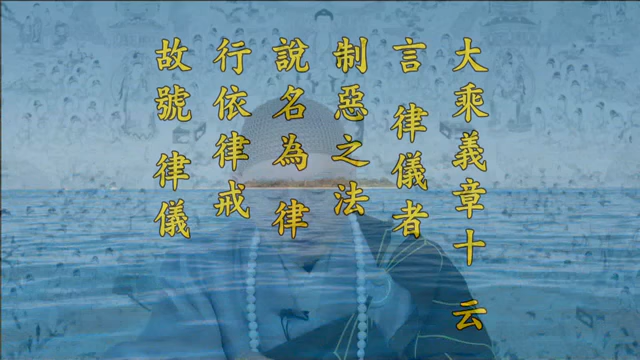 大乘義章十 云
言 律儀者
制惡之法
說名為律
行依律戒
故號 律儀